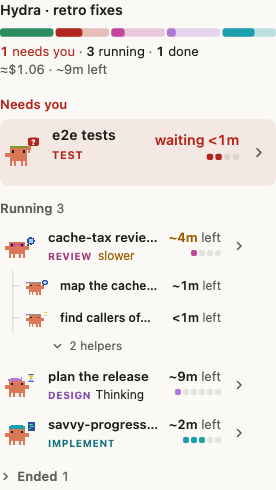 Hydra · retro fixes
1 needs you · 3 running · 1 done
≈$1.06 · ~9m left
Needs you
e2e tests
waiting <1m
TEST
Running 3
cache-tax revie...
~4m left
REVIEW slower
map the cache...
~1m left
find callers of...
<1m left
2 helpers
plan the release
~9m left
DESIGN Thinking
savvy-progress...
~2m left
IMPLEMENT
Ended 1